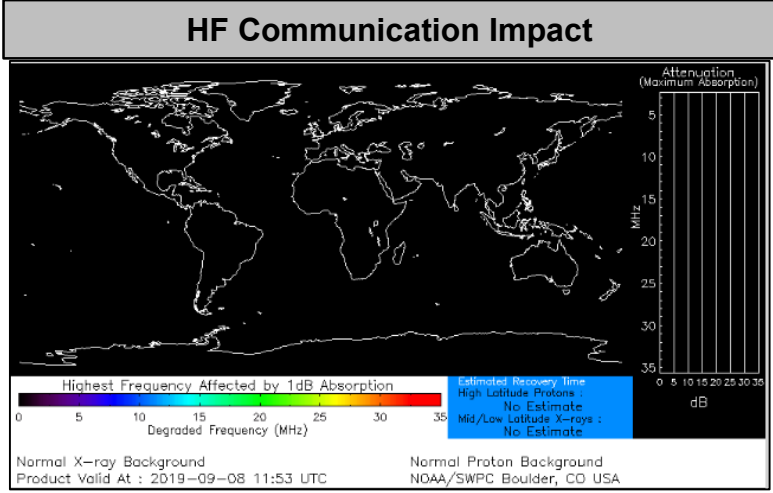 HF Communication Impact
Attenuation
(Maximum Absorption)
5
10
15
20
25
30
35
MHz
0 5 10 15 20 25 30 35
dB
Highest Frequency Affected by 1dB Absorption
0 5 10 15 20 25 30 35
Degraded Frequency (MHz)
Estimated Recovery Time
High Latitude Protons :
No Estimate
Mid/Low Latitude X-rays :
No Estimate
Normal X-ray Background
Normal Proton Background
Product Valid At : 2019-09-08 11:53 UTC
NOAA/SWPC Boulder, CO USA